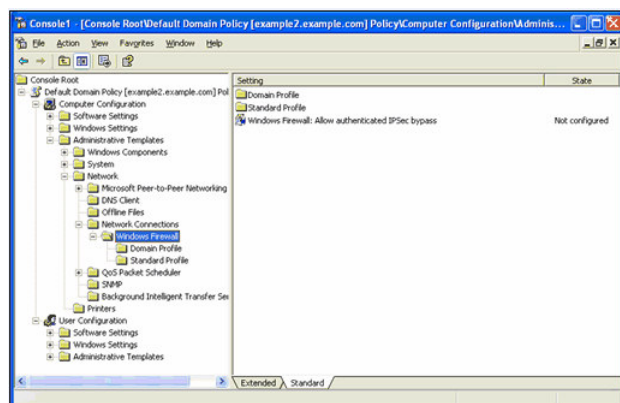 Console1 - [Console Root\Default Domain Policy [example2.example.com] Policy\Computer Configuration\Adminis...
File Action View Favorites Window Help
Console Root
Default Domain Policy [example2.example.com] Pol
Computer Configuration
Software Settings
Windows Settings
Administrative Templates
Windows Components
System
Network
Microsoft Peer-to-Peer Networking
DNS Client
Offline Files
Network Connections
Windows Firewall
Domain Profile
Standard Profile
QoS Packet Scheduler
SNMP
Background Intelligent Transfer Ser
Printers
User Configuration
Software Settings
Windows Settings
Administrative Templates
Setting State
Domain Profile
Standard Profile
Windows Firewall: Allow authenticated IPSec bypass Not configured
Extended Standard